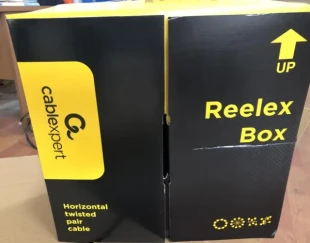 cablexpert
Horizontal
twisted
pair
cable
UP
Reelex
Box